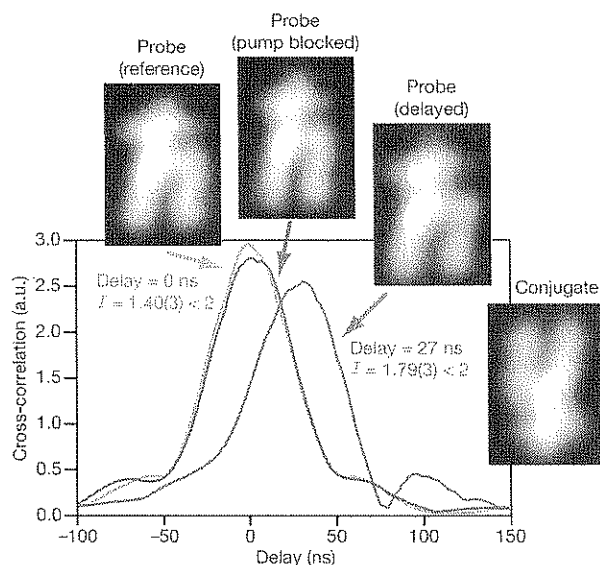 Probe
(reference)
Probe
(pump blocked)
Probe
(delayed)
Conjugate
Delay = 0 ns
I = 1.40(3) < 2
Delay = 27 ns
I = 1.79(3) < 2
Cross-correlation (a.u.)
3.0
2.5
2.0
1.5
1.0
0.5
0.0
-100
-50
0
50
100
150
Delay (ns)